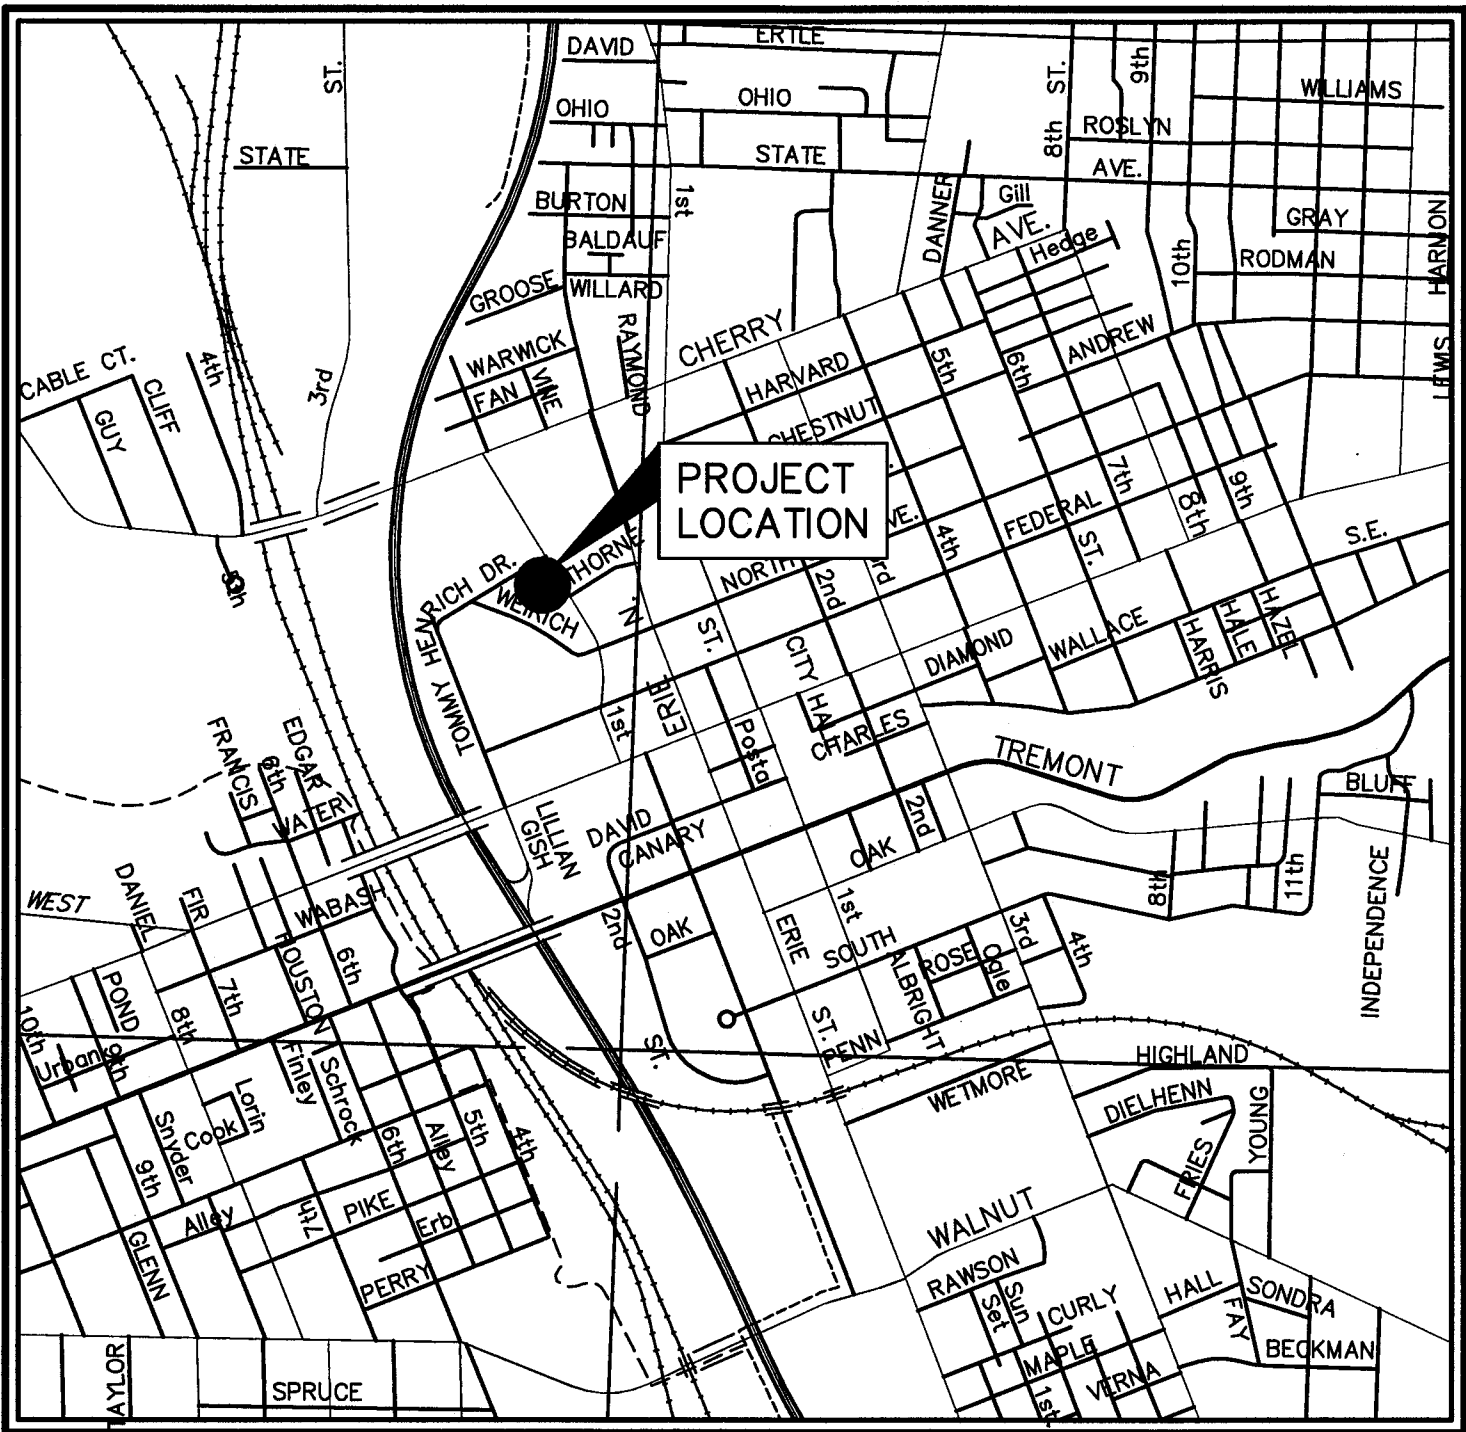 DAVID
ERTLE
ST.
OHIO
OHIO
ST.
9th
WILLIAMS
8th
ROSLYN
STATE
STATE
AVE.
BURTON
1st
DANNER
Gill
AVE.
GRAY
HARMON
BALDAUF
Hedge
10th
RODMAN
GROOSE
WILLARD
CHERRY
RAYMOND
WARWICK
ANDREW
CABLE CT.
4th
3rd
FAN
VINE
HARVARD
5th
6th
GUY
CLIFF
CHESTNUT
LEWIS
PROJECT
LOCATION
VE.
4th
FEDERAL
7th
8th
9th
ST.
S.E.
TOMMY HENRICH DR.
THORNE
WEIRICH
NORTH
2nd
rd
N.
ST.
CITY HALL
DIAMOND
WALLACE
HARRIS
HALE
HAZEL
ERIE
1st
Posta
CHARLES
TREMONT
FRANCIS
EDGAR
WATER
LILLIAN
GISH
DAVID
CANARY
2nd
OAK
BLUFF
WEST
DANIEL
FIR
WABASH
2nd
OAK
ERIE
1st
SOUTH
3rd
4th
8th
11th
INDEPENDENCE
HOUSTON
6th
ALBRIGHT
ROSE
Ogle
POND
7th
8th
10th
Urban
9th
Finley
Schrock
ST.
ST.
PENN
HIGHLAND
WETMORE
DIELHENN
YOUNG
FRIES
Lorin
Cook
Snyder
9th
6th
Alley
5th
4th
Alley
7th
PIKE
Erb
GLENN
PERRY
WALNUT
RAWSON
Sun
Set
CURLY
HALL
FAY
SONDRA
MAPLE
BECKMAN
VERNA
1st.
TAYLOR
SPRUCE